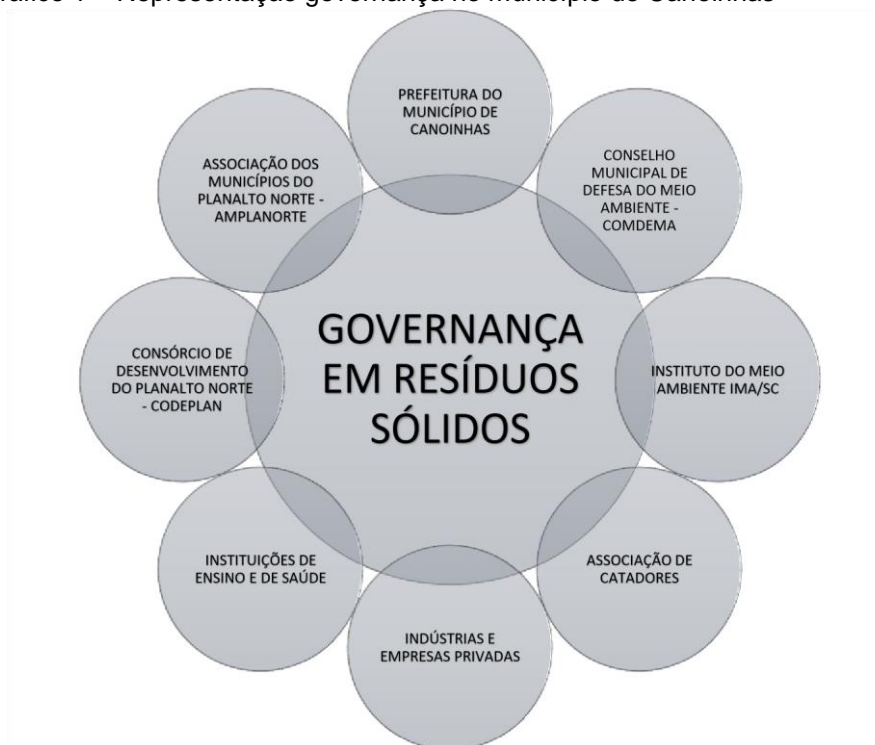 Representação governança no município de Canoinhas
PREFEITURA DO
MUNICÍPIO DE
CANOINHAS
CONSELHO
MUNICIPAL DE
DEFESA DO MEIO
AMBIENTE -
COMDEMA
INSTITUTO DO MEIO
AMBIENTE IMA/SC
ASSOCIAÇÃO DE
CATADORES
INDÚSTRIAS E
EMPRESAS PRIVADAS
INSTITUIÇÕES DE
ENSINO E DE SAÚDE
CONSÓRCIO DE
DESENVOLVIMENTO
DO PLANALTO NORTE
- CODEPLAN
ASSOCIAÇÃO DOS
MUNICÍPIOS DO
PLANALTO NORTE -
AMPLANORTE
GOVERNANÇA
EM RESÍDUOS
SÓLIDOS